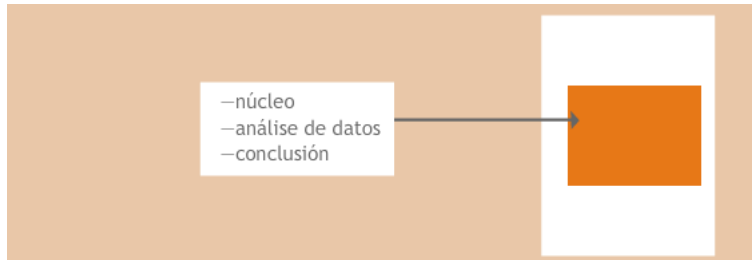 —núcleo
—análise de datos
—conclusión